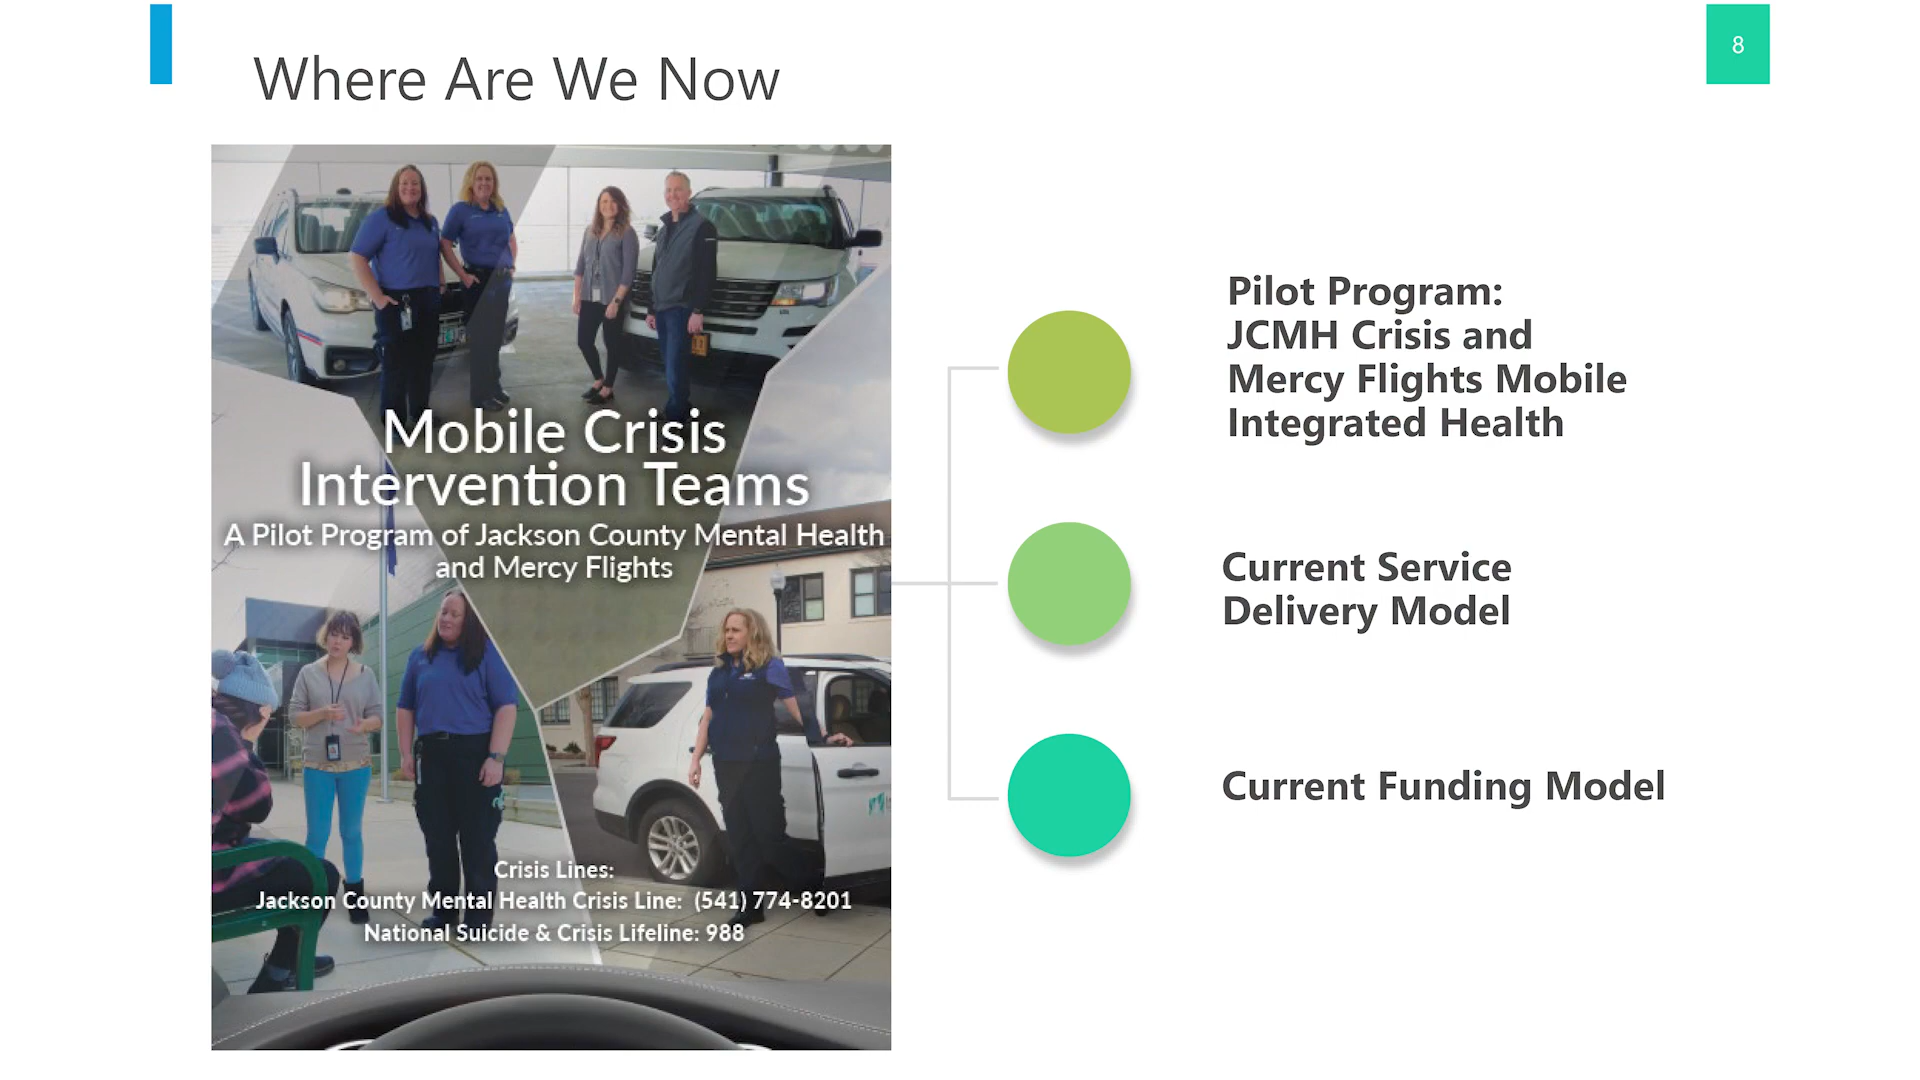 Where Are We Now
8
Mobile Crisis
Intervention Teams
A Pilot Program of Jackson County Mental Health
and Mercy Flights
Crisis Lines:
Jackson County Mental Health Crisis Line: (541) 774-8201
National Suicide & Crisis Lifeline: 988
Pilot Program:
JCMH Crisis and
Mercy Flights Mobile
Integrated Health
Current Service
Delivery Model
Current Funding Model